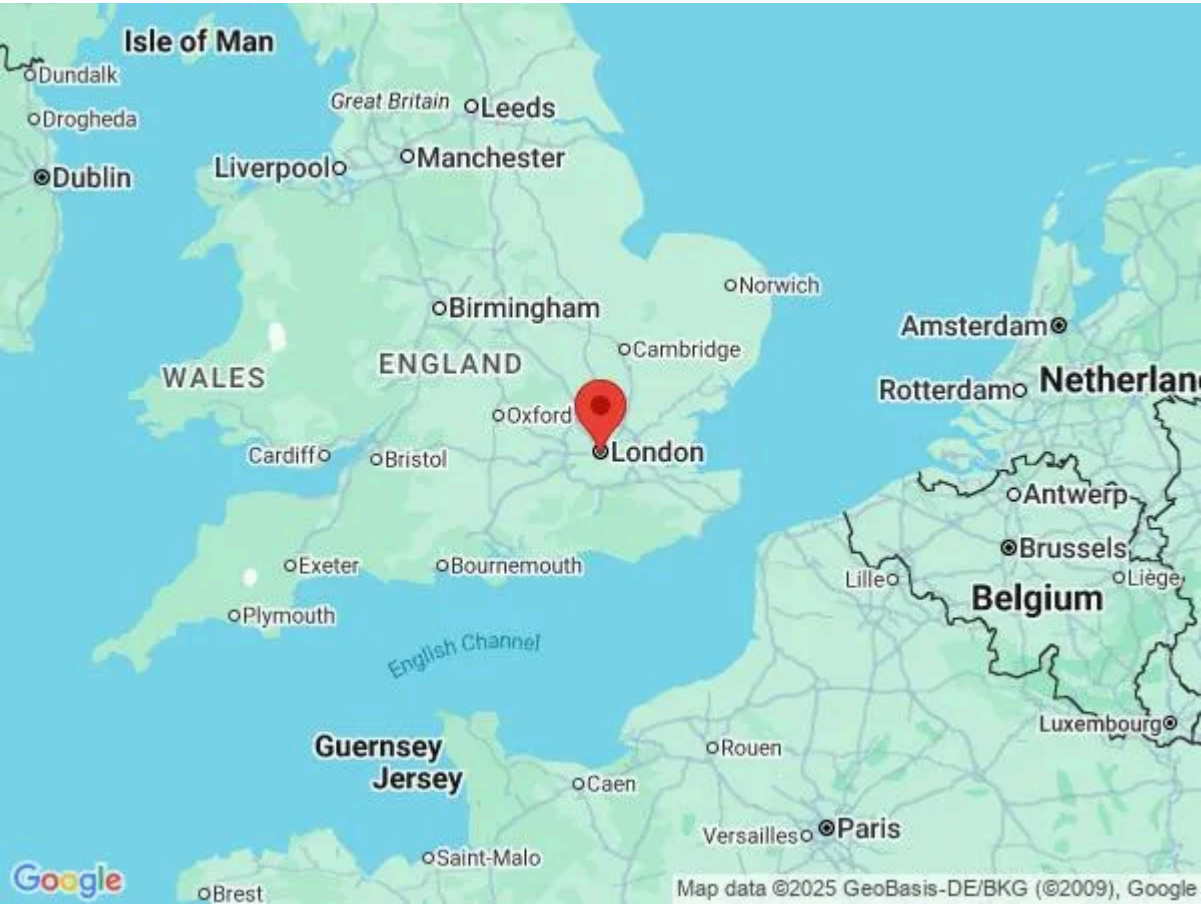 Isle of Man
Dundalk
Great Britain
Leeds
Drogheda
Manchester
Liverpool
Dublin
Norwich
Birmingham
Amsterdam
Cambridge
ENGLAND
WALES
Netherlan
Rotterdam
Oxford
London
Cardiff
Bristol
Antwerp
Brussels
Exeter
Bournemouth
Lille
Liège
Belgium
Plymouth
English Channel
Luxembourg
Guernsey
Jersey
Rouen
Caen
Versailles
Paris
Saint-Malo
Google
Brest
Map data ©2025 GeoBasis-DE/BKG (©2009), Google